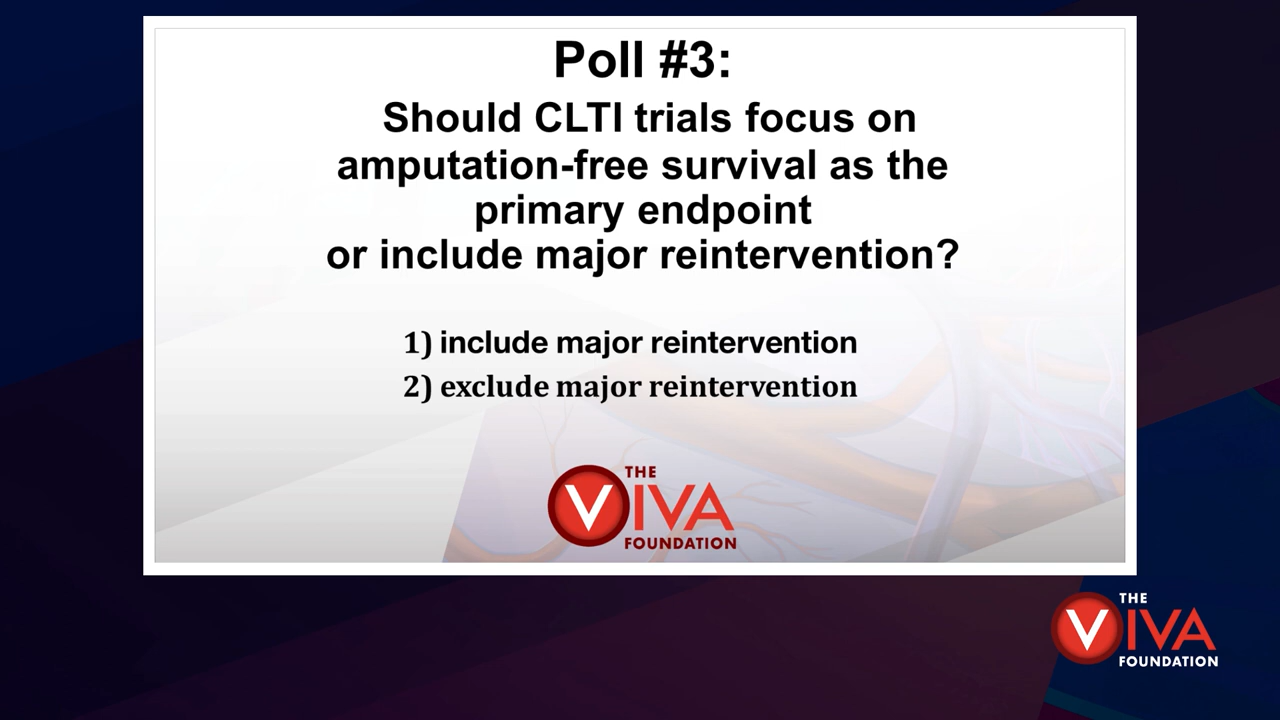 Poll #3:
Should CLTI trials focus on
amputation-free survival as the
primary endpoint
or include major reintervention?
1) include major reintervention
2) exclude major reintervention
THE
VIVA
FOUNDATION
THE
VIVA
FOUNDATION